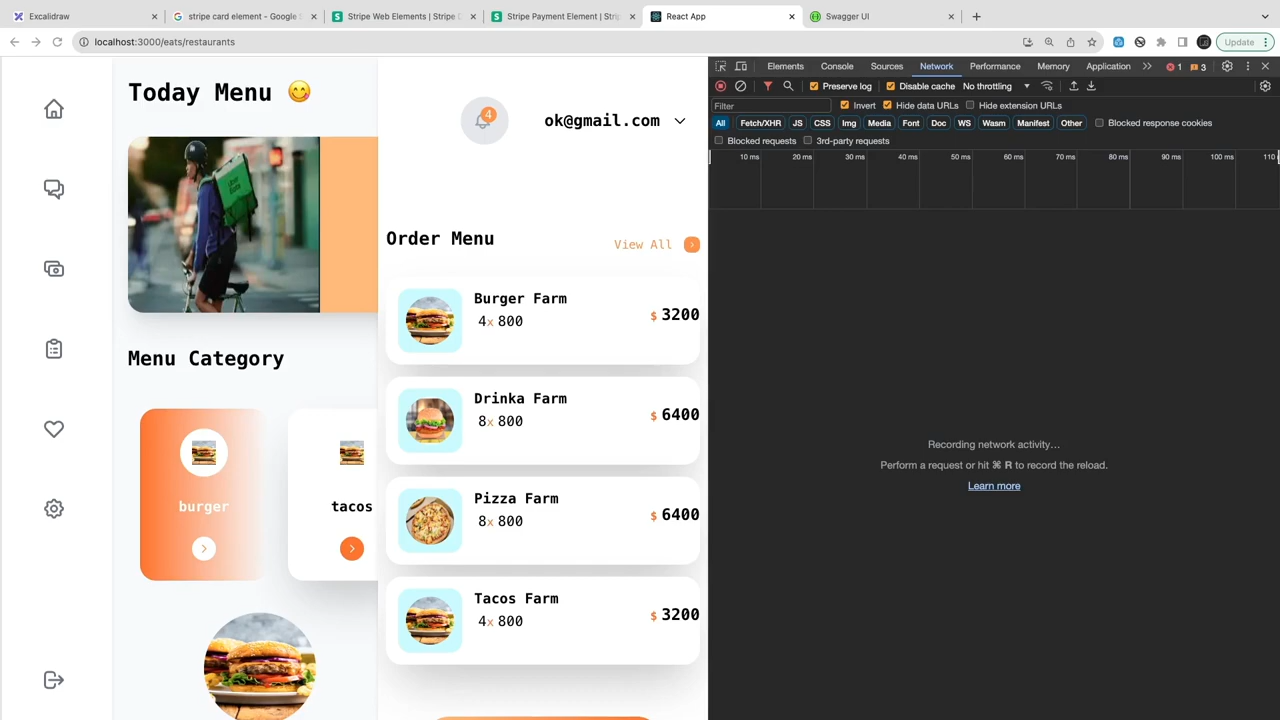 Excalidraw
stripe card element - Google S
Stripe Web Elements | Stripe D
Stripe Payment Element | Strip
React App
Swagger UI
localhost:3000/eats/restaurants
Update
Today Menu 😋
4
ok@gmail.com
Order Menu
View All
Burger Farm
4x 800
$ 3200
Drinka Farm
8x 800
$ 6400
Pizza Farm
8x 800
$ 6400
Tacos Farm
4x 800
$ 3200
Menu Category
burger
tacos
Elements Console Sources Network Performance Memory Application 1 3
Preserve log Disable cache No throttling
Filter Invert Hide data URLs Hide extension URLs
All Fetch/XHR JS CSS Img Media Font Doc WS Wasm Manifest Other Blocked response cookies
Blocked requests 3rd-party requests
10 ms 20 ms 30 ms 40 ms 50 ms 60 ms 70 ms 80 ms 90 ms 100 ms 110
Recording network activity…
Perform a request or hit ⌘ R to record the reload.
Learn more